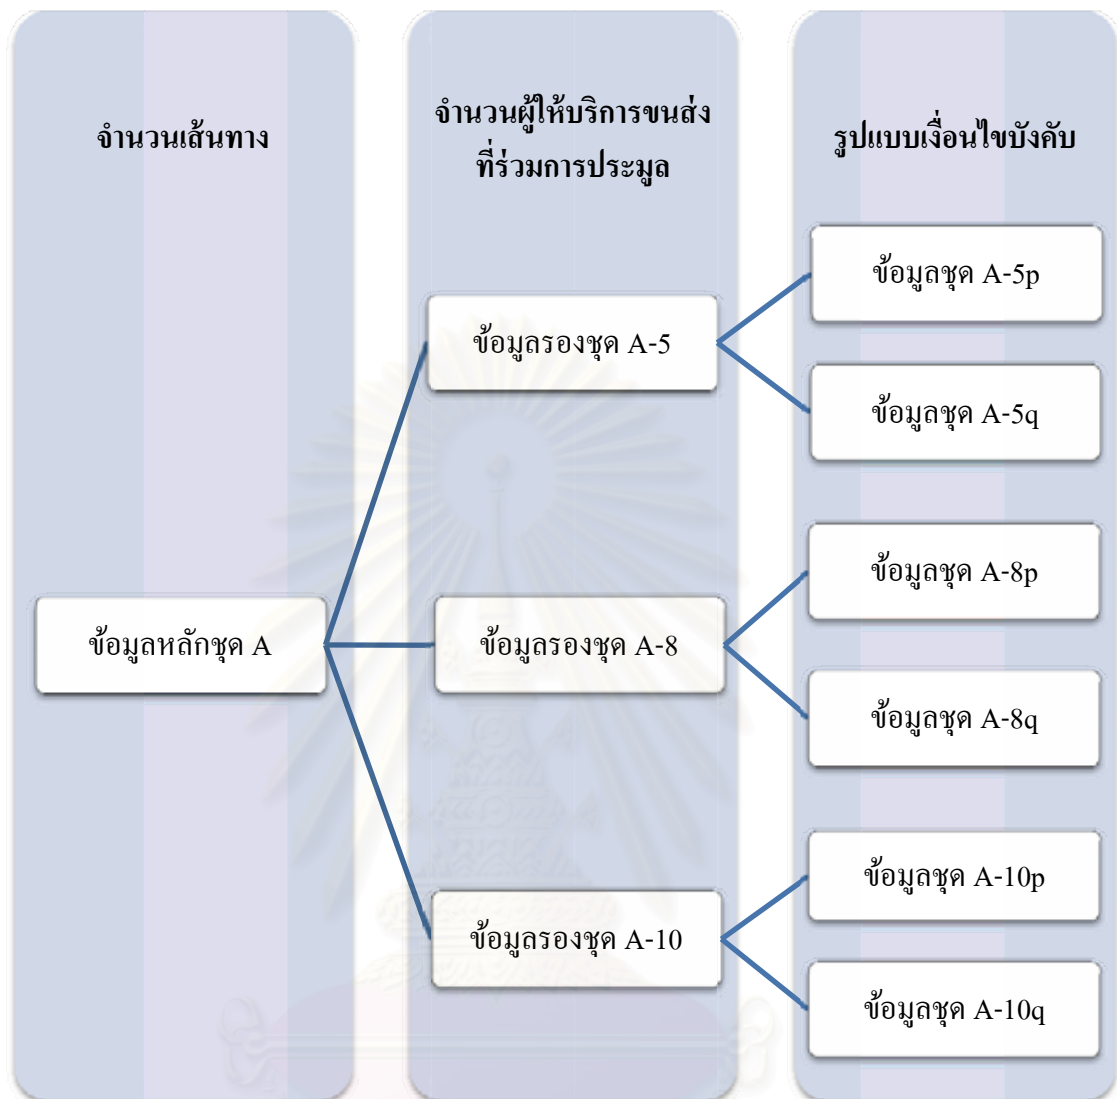 จำนวนเส้นทาง
จำนวนผู้ให้บริการขนส่ง
ที่ร่วมการประมูล
รูปแบบเงื่อนไขบังคับ
ข้อมูลหลักชุด A
ข้อมูลรองชุด A-5
ข้อมูลรองชุด A-8
ข้อมูลรองชุด A-10
ข้อมูลชุด A-5p
ข้อมูลชุด A-5q
ข้อมูลชุด A-8p
ข้อมูลชุด A-8q
ข้อมูลชุด A-10p
ข้อมูลชุด A-10q